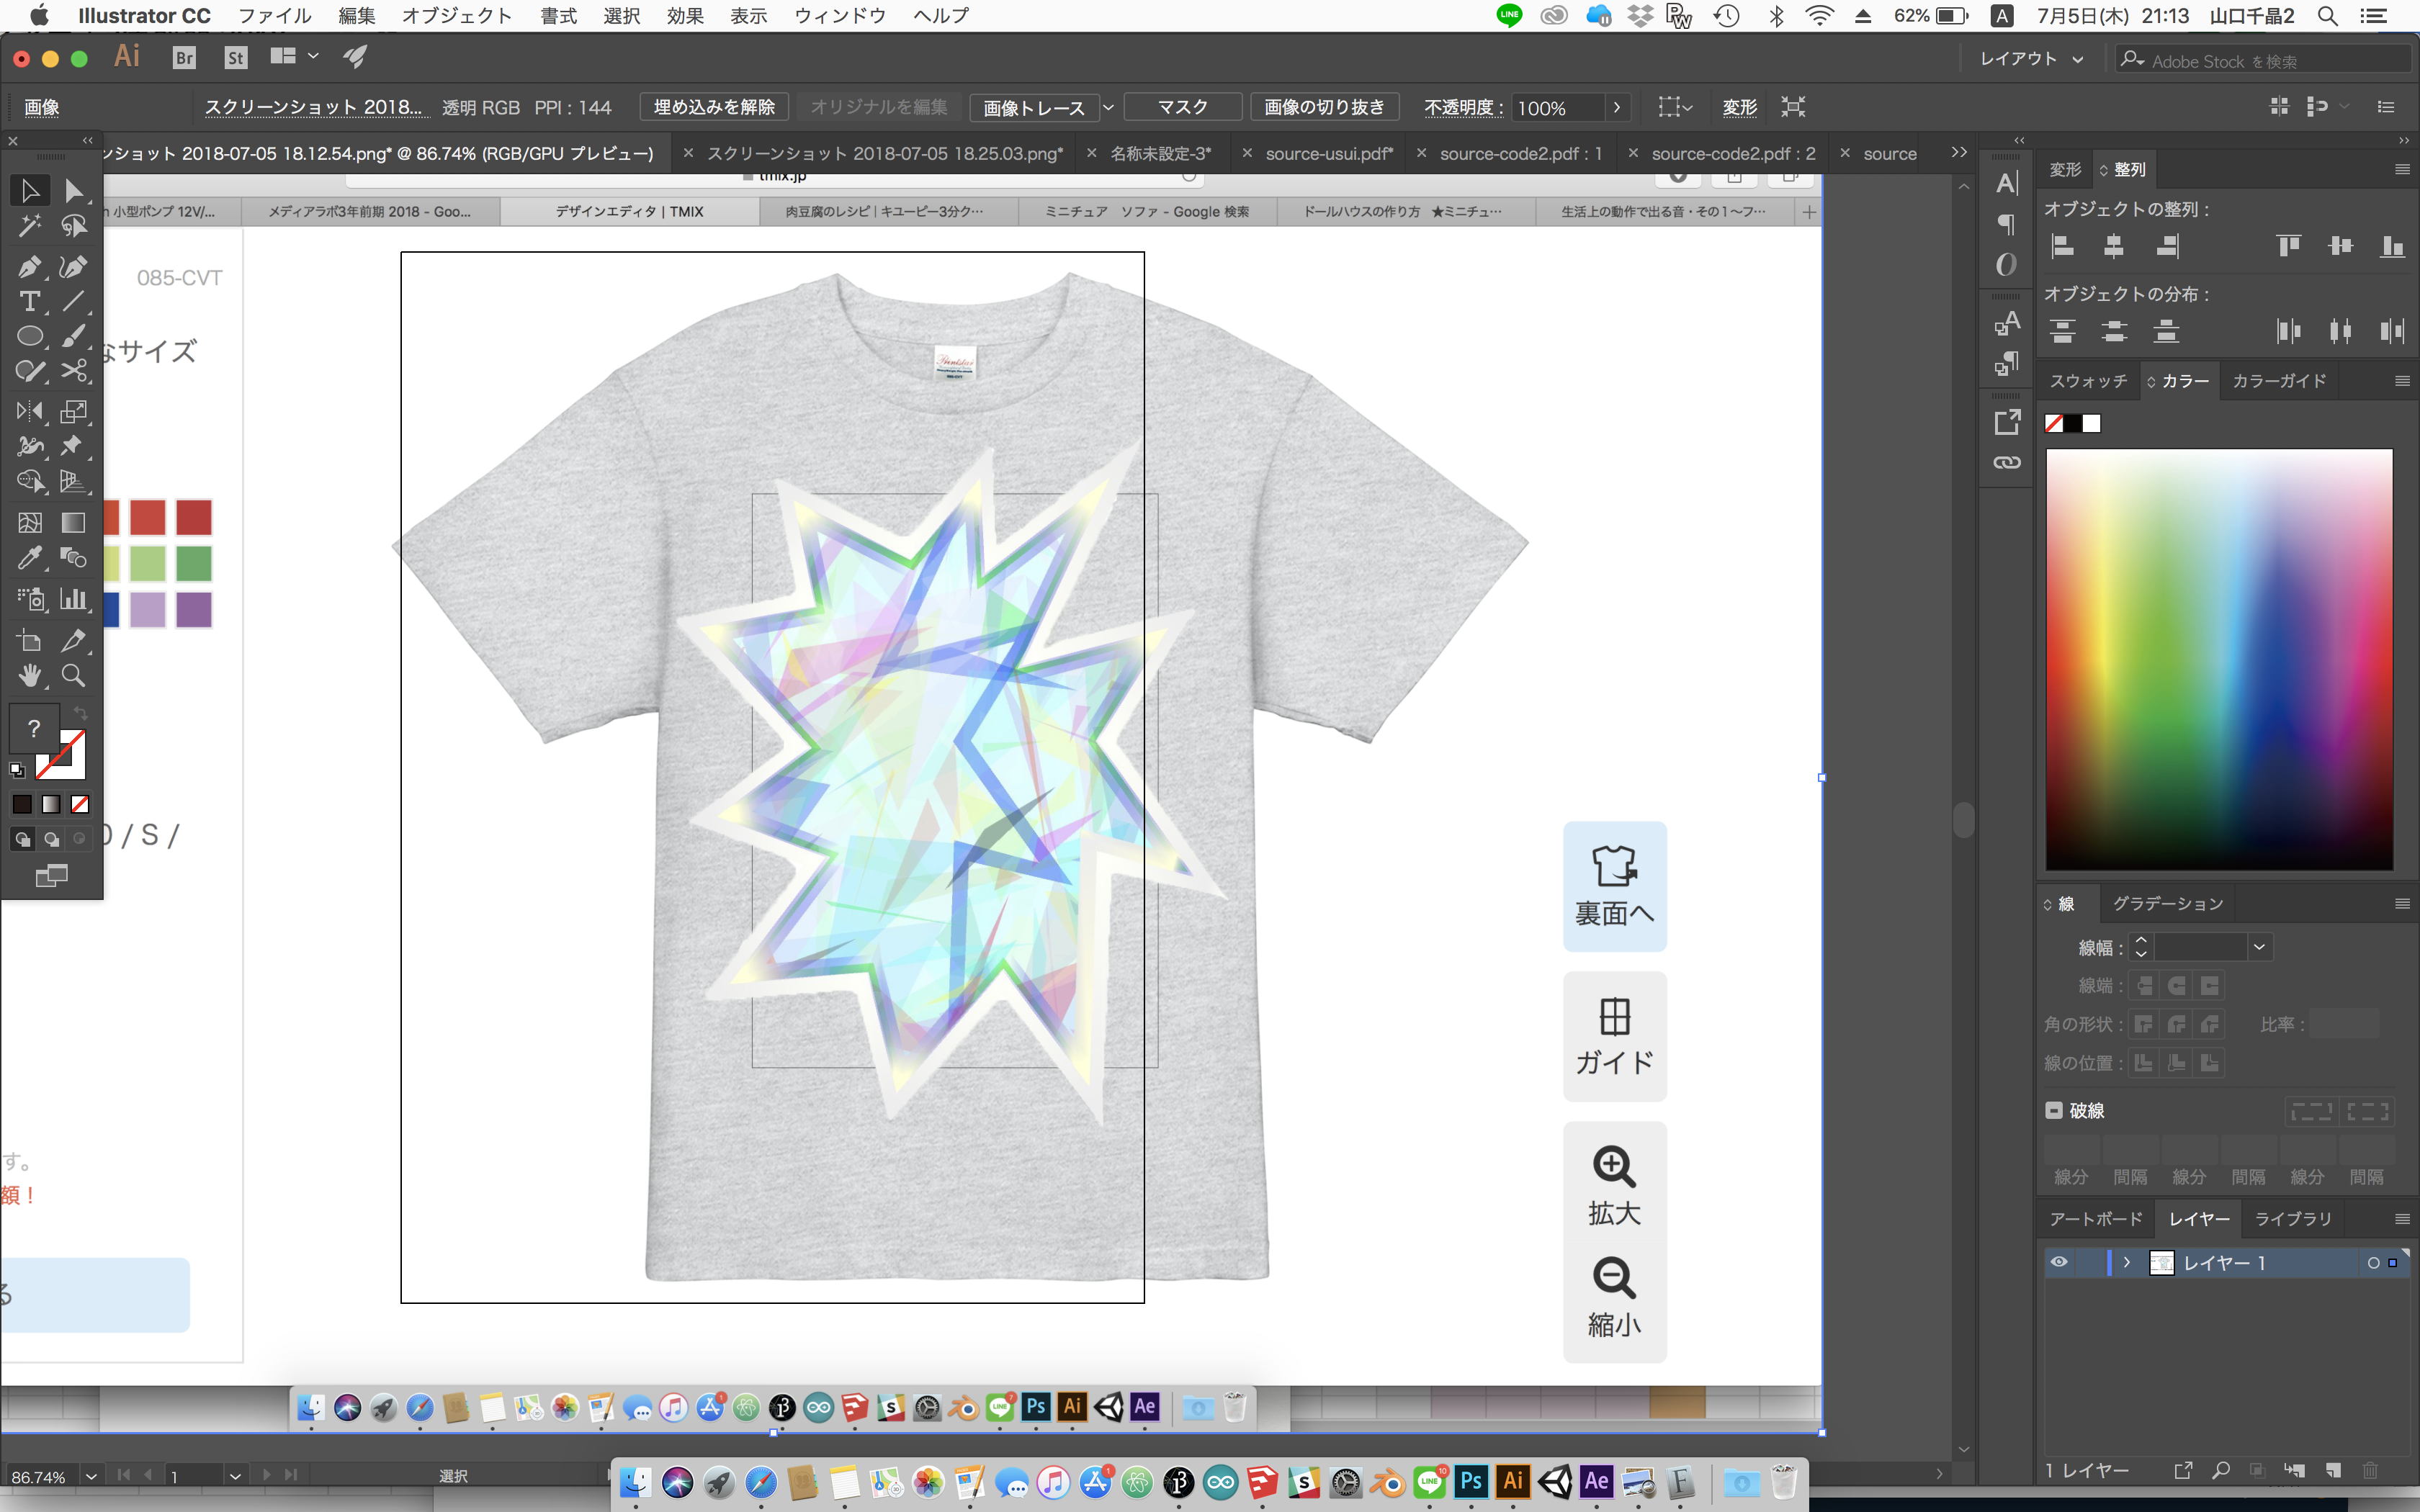 Illustrator CC ファイル 編集 オブジェクト 書式 選択 効果 表示 ウィンドウ ヘルプ
LINE 62% A 7月5日(木) 21:13 山口千晶2
Ai Br St レイアウト Adobe Stock を検索
画像 スクリーンショット 2018... 透明 RGB PPI : 144 埋め込みを解除 オリジナルを編集 画像トレース マスク 画像の切り抜き 不透明度 : 100% 変形
ンショット 2018-07-05 18.12.54.png* @ 86.74% (RGB/GPU プレビュー) × スクリーンショット 2018-07-05 18.25.03.png* × 名称未設定-3* × source-usui.pdf* × source-code2.pdf : 1 × source-code2.pdf : 2 × source
tmix.jp
小型ポンプ 12V/... メディアラボ3年前期 2018 - Goo... デザインエディタ | TMIX 肉豆腐のレシピ | キユーピー3分ク… ミニチュア ソファ - Google 検索 ドールハウスの作り方 ★ミニチュ… 生活上の動作で出る音・その１〜フ…
085-CVT
なサイズ
/ S /
す。
額！
る
Printstar
裏面へ
ガイド
拡大
縮小
変形 整列
オブジェクトの整列 :
オブジェクトの分布 :
スウォッチ カラー カラーガイド
線 グラデーション
線幅 :
線端 :
角の形状 : 比率 :
線の位置 :
破線
線分 間隔 線分 間隔 線分 間隔
アートボード レイヤー ライブラリ
レイヤー 1
1 レイヤー
Ps Ai Ae
86.74% 1 選択
LINE Ps Ai Ae